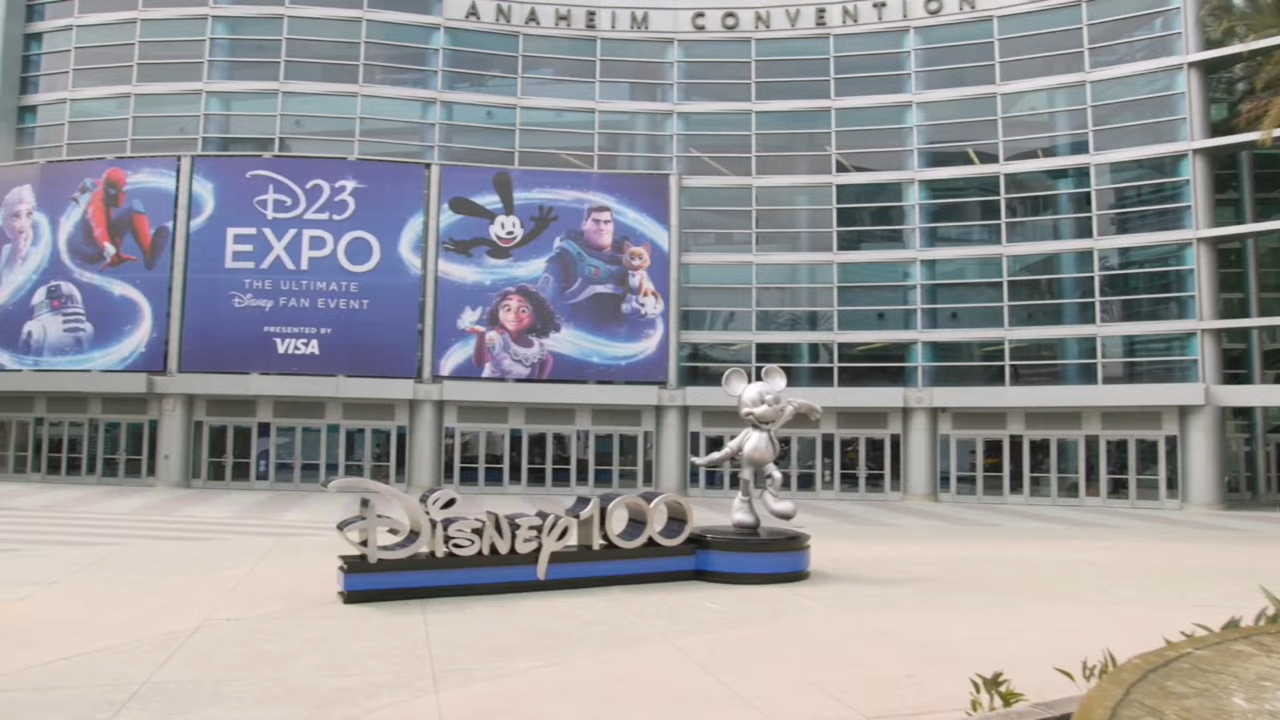 ANAHEIM CONVENTION
D23
EXPO
THE ULTIMATE
Disney FAN EVENT
PRESENTED BY
VISA
Disney100